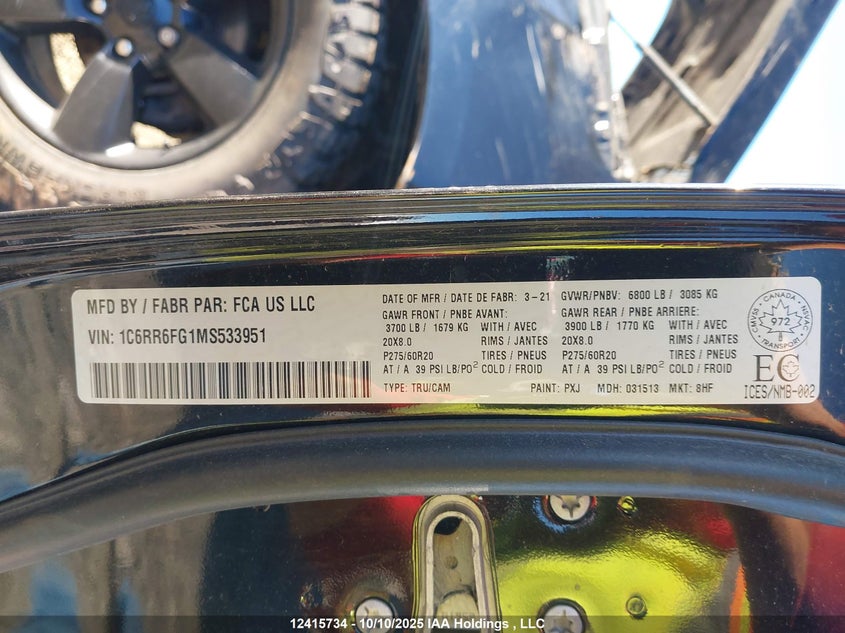 MFD BY / FABR PAR: FCA US LLC
VIN: 1C6RR6FG1MS533951
DATE OF MFR / DATE DE FABR: 3-21 GVWR/PNBV: 6800 LB / 3085 KG
GAWR FRONT / PNBE AVANT: GAWR REAR / PNBE ARRIERE:
3700 LB / 1679 KG WITH / AVEC 3900 LB / 1770 KG WITH / AVEC
20X8.0 RIMS / JANTES 20X8.0 RIMS / JANTES
P275/60R20 TIRES / PNEUS P275/60R20 TIRES / PNEUS
AT / A 39 PSI LB/PO² COLD / FROID AT / A 39 PSI LB/PO² COLD / FROID
TYPE: TRU/CAM PAINT: PXJ MDH: 031513 MKT: 8HF
CANADA
CMVSS 972 NSVAC
TRANSPORT
EC
ICES/NMB-002
12415734 - 10/10/2025 IAA Holdings , LLC